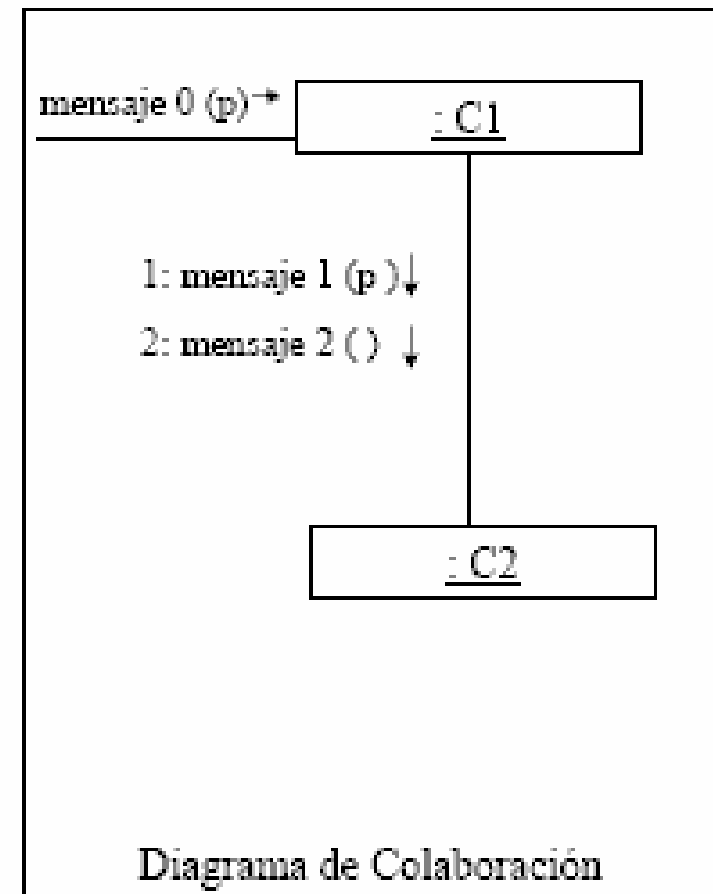 mensaje 0 (p)→
: C1
1: mensaje 1 (p )↓
2: mensaje 2 ( ) ↓
: C2
Diagrama de Colaboración